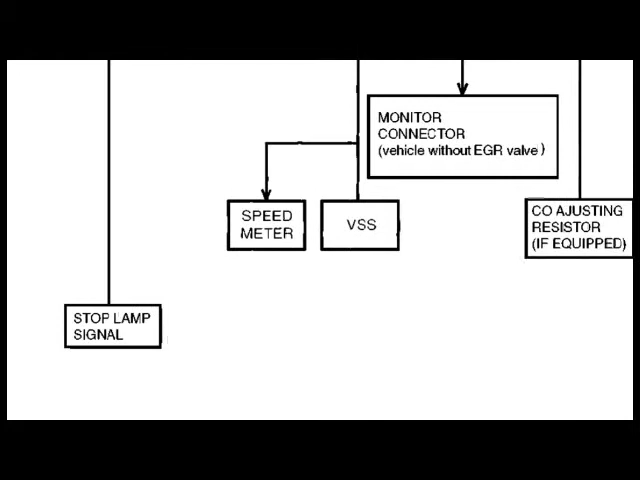 MONITOR
CONNECTOR
(vehicle without EGR valve)
SPEED
METER
VSS
CO AJUSTING
RESISTOR
(IF EQUIPPED)
STOP LAMP
SIGNAL